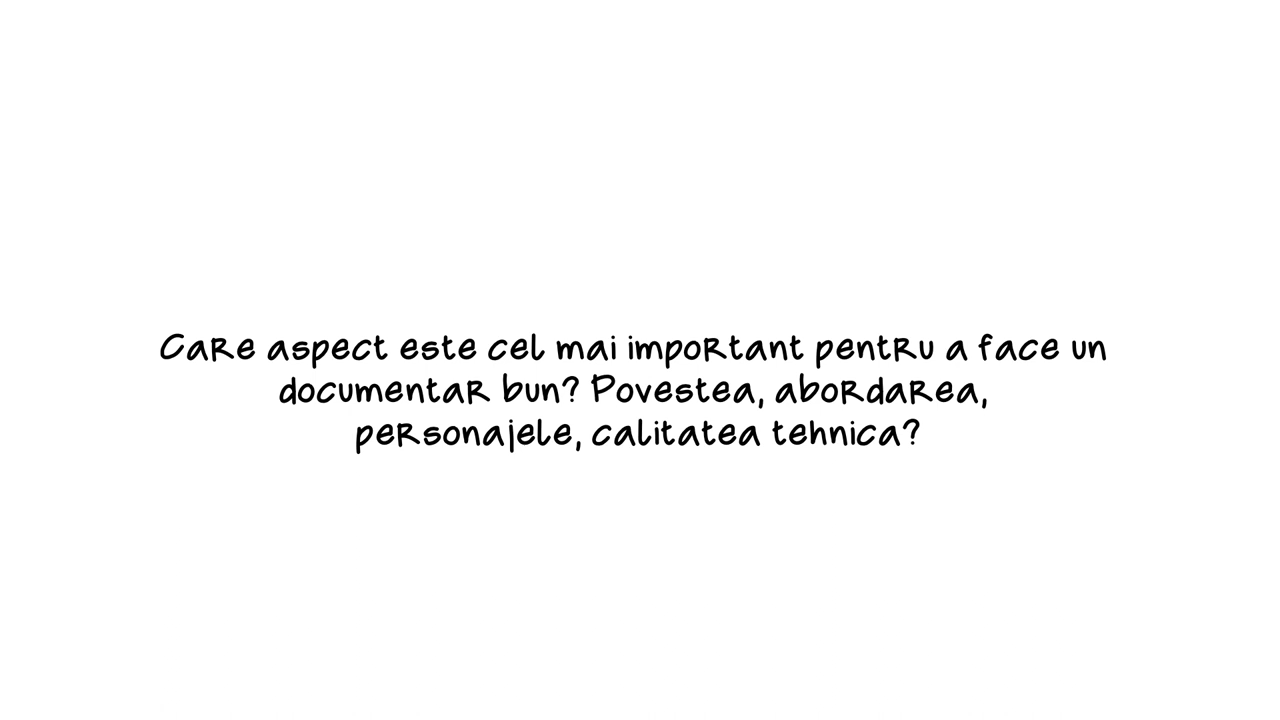 Care aspect este cel mai important pentru a face un
documentar bun? Povestea, abordarea,
personajele, calitatea tehnica?